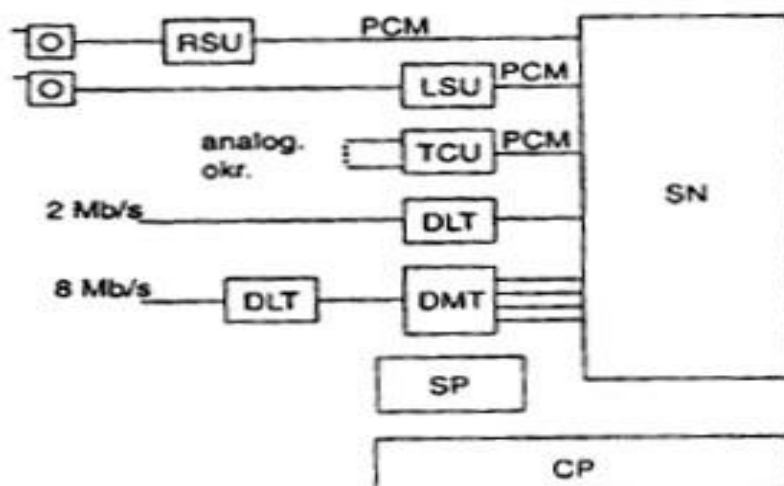 RSU PCM
LSU PCM
analog. TCU PCM
okr.
SN
2 Mb/s DLT
8 Mb/s DLT DMT
SP
CP